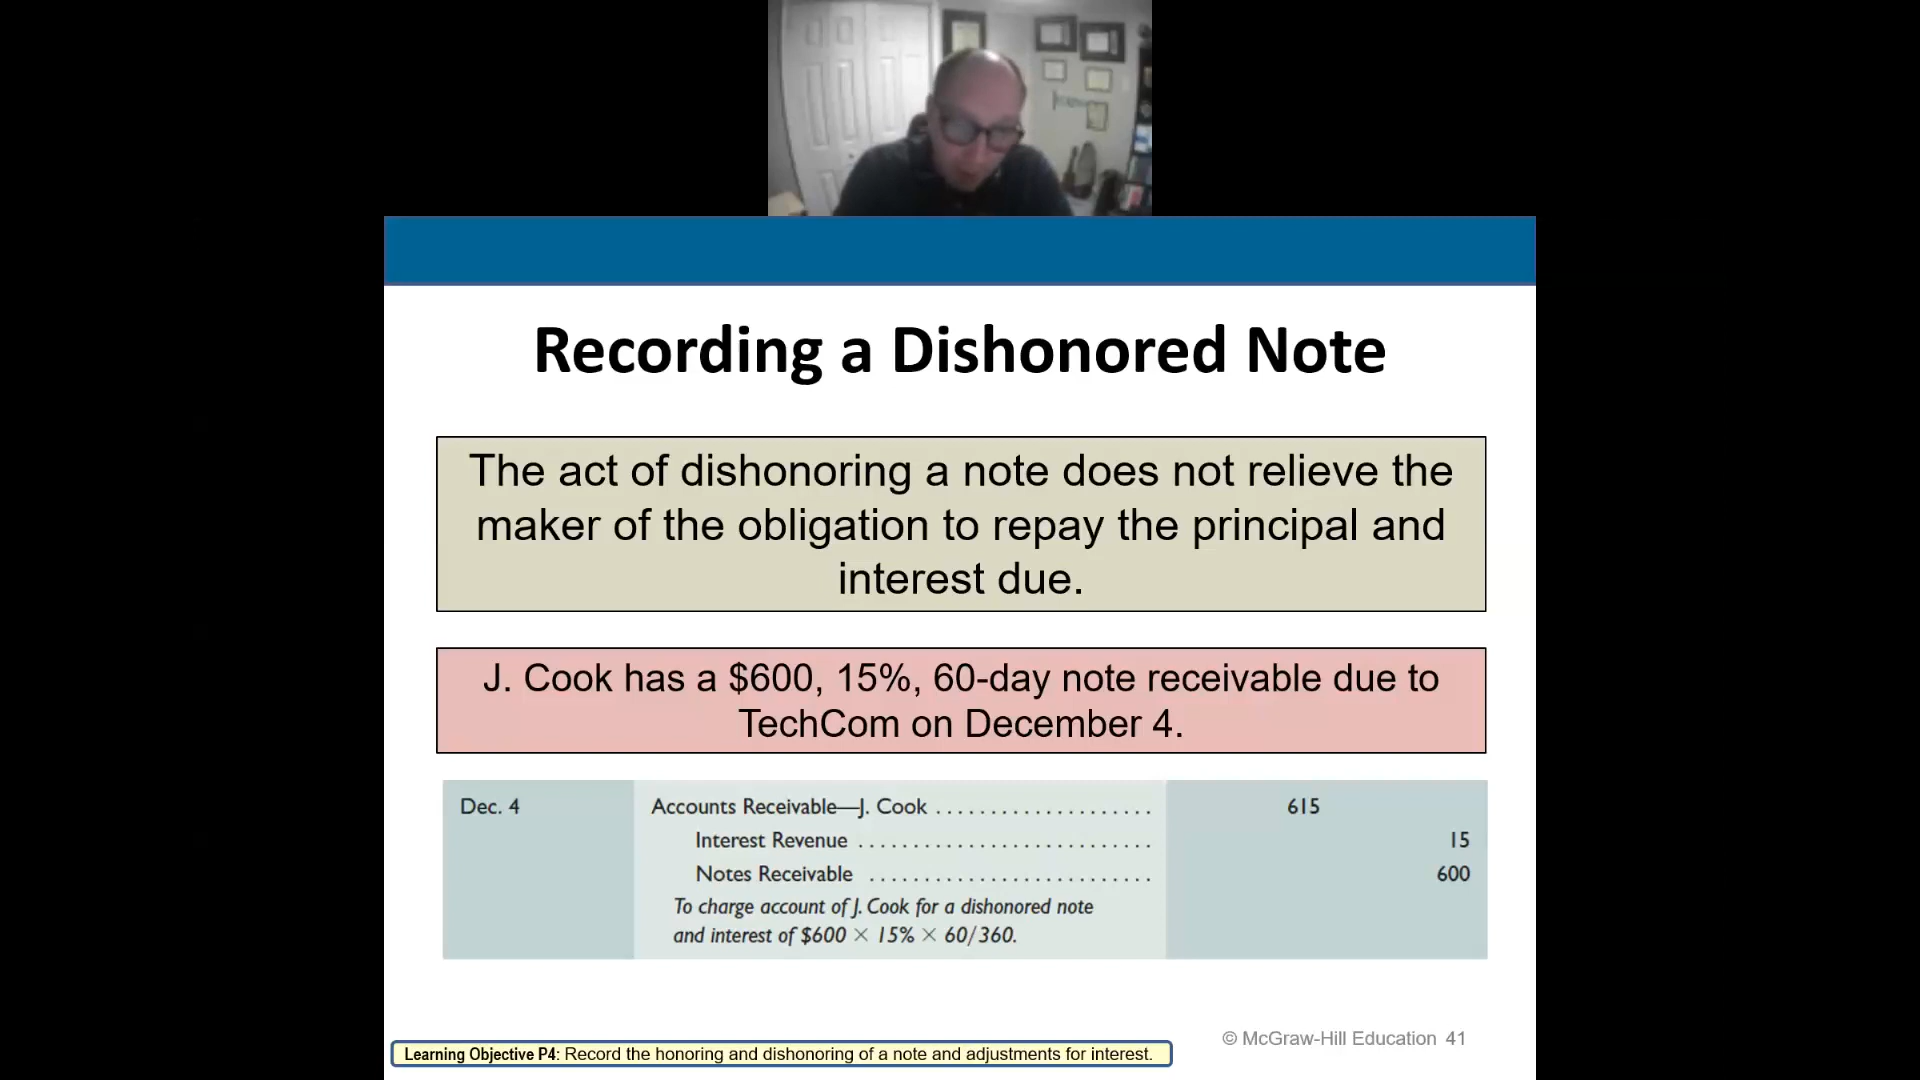 Recording a Dishonored Note
The act of dishonoring a note does not relieve the
maker of the obligation to repay the principal and
interest due.
J. Cook has a $600, 15%, 60-day note receivable due to
TechCom on December 4.
Dec. 4 Accounts Receivable—J. Cook .................... 615
Interest Revenue ........................... 15
Notes Receivable .......................... 600
To charge account of J. Cook for a dishonored note
and interest of $600 × 15% × 60/360.
© McGraw-Hill Education 41
Learning Objective P4: Record the honoring and dishonoring of a note and adjustments for interest.